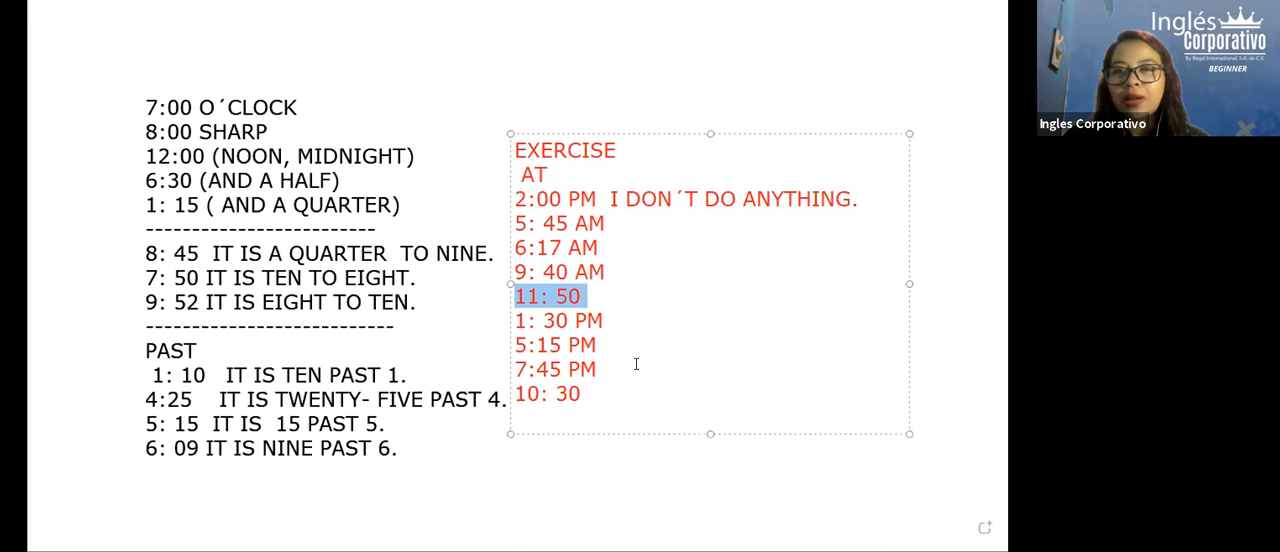 7:00 O´CLOCK
8:00 SHARP
12:00 (NOON, MIDNIGHT)
6:30 (AND A HALF)
1: 15 ( AND A QUARTER)
-------------------------
8: 45 IT IS A QUARTER TO NINE.
7: 50 IT IS TEN TO EIGHT.
9: 52 IT IS EIGHT TO TEN.
---------------------------
PAST
1: 10 IT IS TEN PAST 1.
4:25 IT IS TWENTY- FIVE PAST 4.
5: 15 IT IS 15 PAST 5.
6: 09 IT IS NINE PAST 6.
EXERCISE
AT
2:00 PM I DON´T DO ANYTHING.
5: 45 AM
6:17 AM
9: 40 AM
11: 50
1: 30 PM
5:15 PM
7:45 PM
10: 30
Inglés
Corporativo
By Regal International, S.A. de C.V.
BEGINNER
Ingles Corporativo